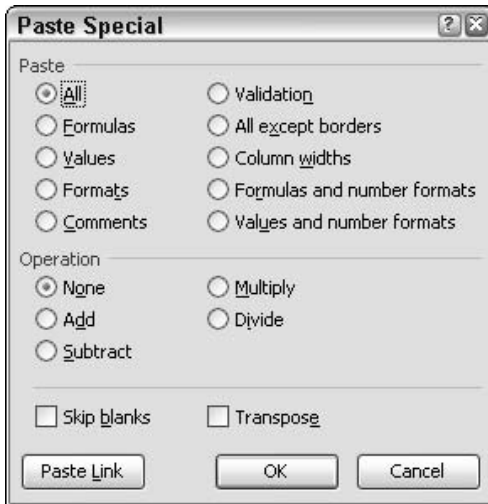 Paste Special
Paste
All Validation
Formulas All except borders
Values Column widths
Formats Formulas and number formats
Comments Values and number formats
Operation
None Multiply
Add Divide
Subtract
Skip blanks Transpose
Paste Link OK Cancel